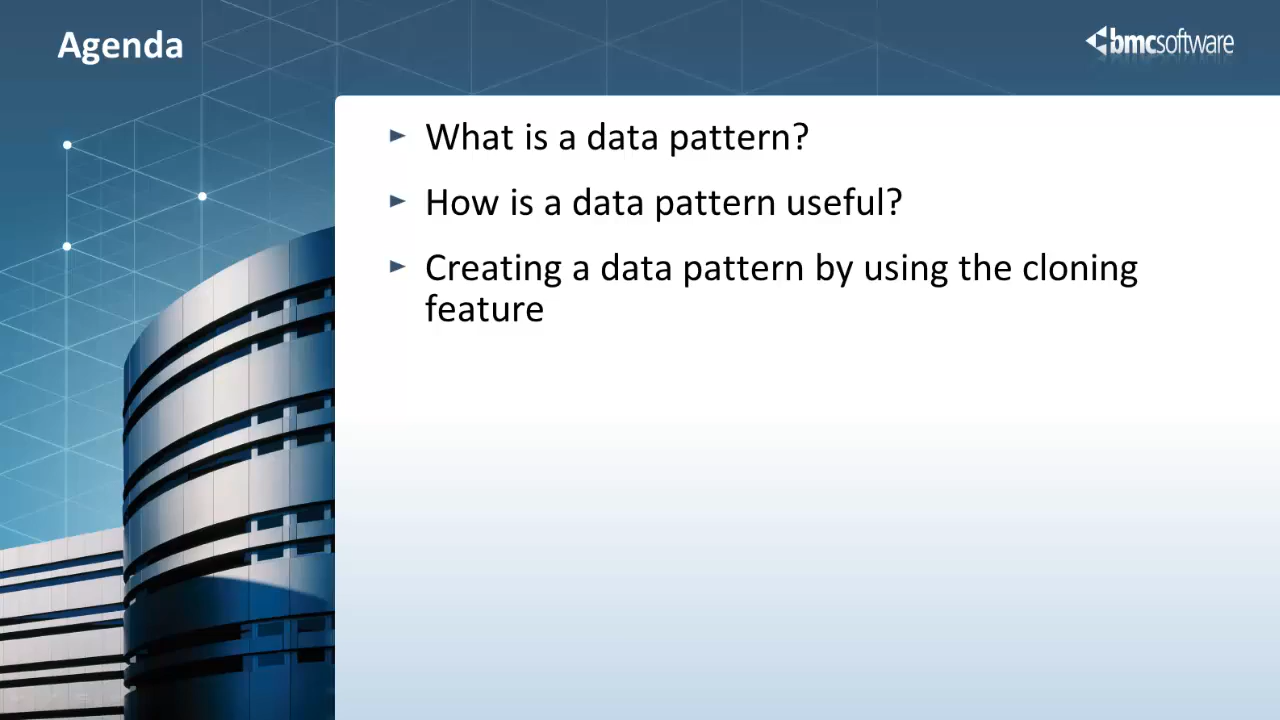 Agenda
bmcsoftware
What is a data pattern?
How is a data pattern useful?
Creating a data pattern by using the cloning
feature